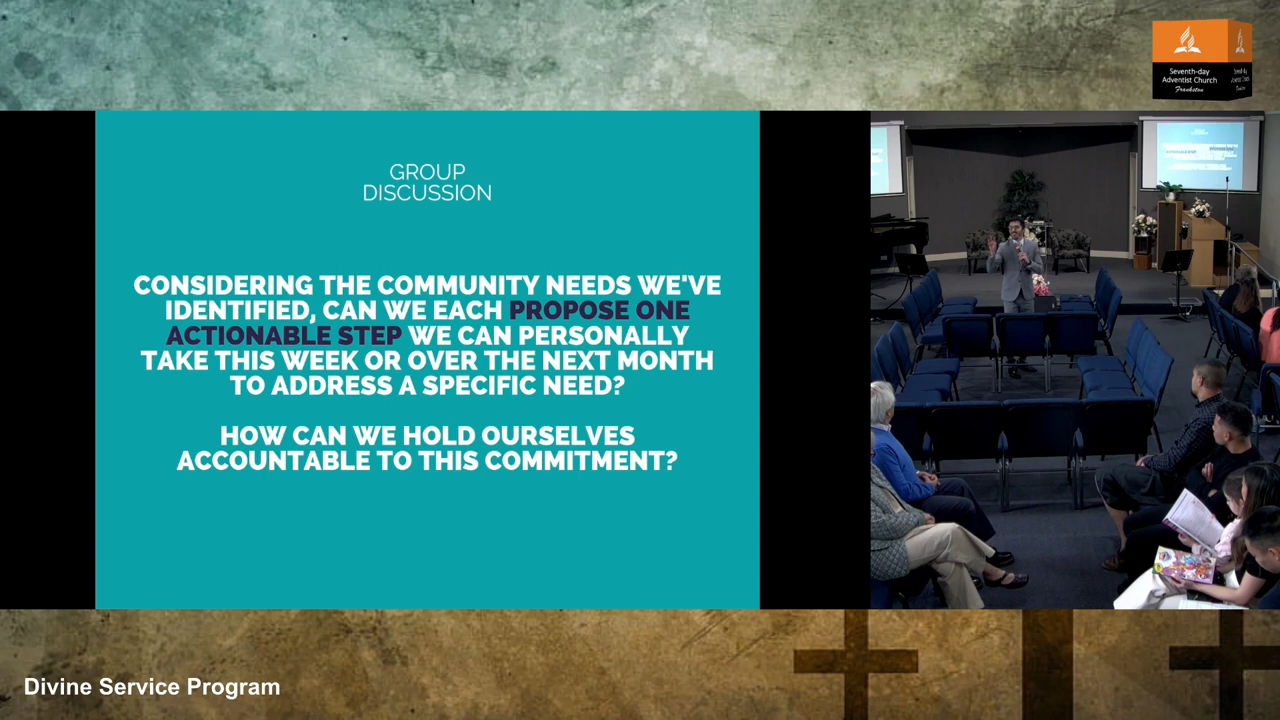 Seventh-day
Adventist Church
Frankston
GROUP
DISCUSSION
CONSIDERING THE COMMUNITY NEEDS WE'VE
IDENTIFIED, CAN WE EACH PROPOSE ONE
ACTIONABLE STEP WE CAN PERSONALLY
TAKE THIS WEEK OR OVER THE NEXT MONTH
TO ADDRESS A SPECIFIC NEED?
HOW CAN WE HOLD OURSELVES
ACCOUNTABLE TO THIS COMMITMENT?
Divine Service Program